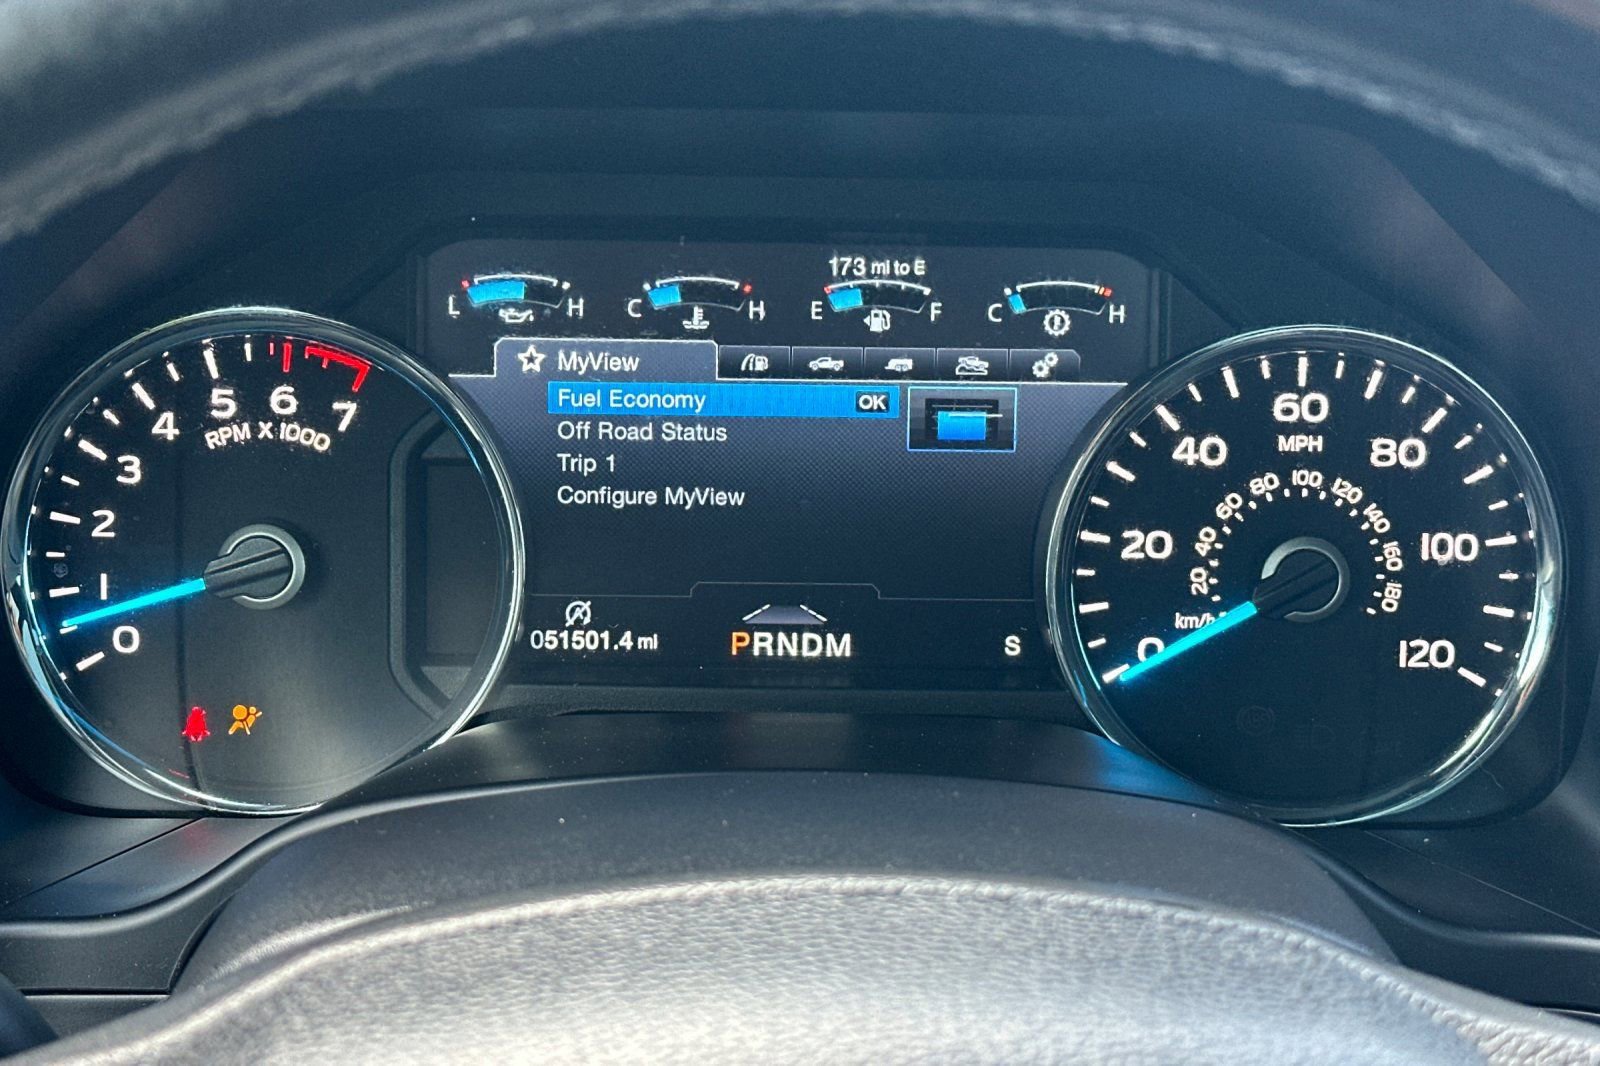 173 mi to E
L H
C H
E F
C H
MyView
Fuel Economy OK
Off Road Status
Trip 1
Configure MyView
051501.4 mi
PRNDM
S
0 1 2 3 4 5 6 7
RPM X 1000
0 20 40 60 80 100 120
MPH
20 40 60 80 100 120 140 160 180
km/h